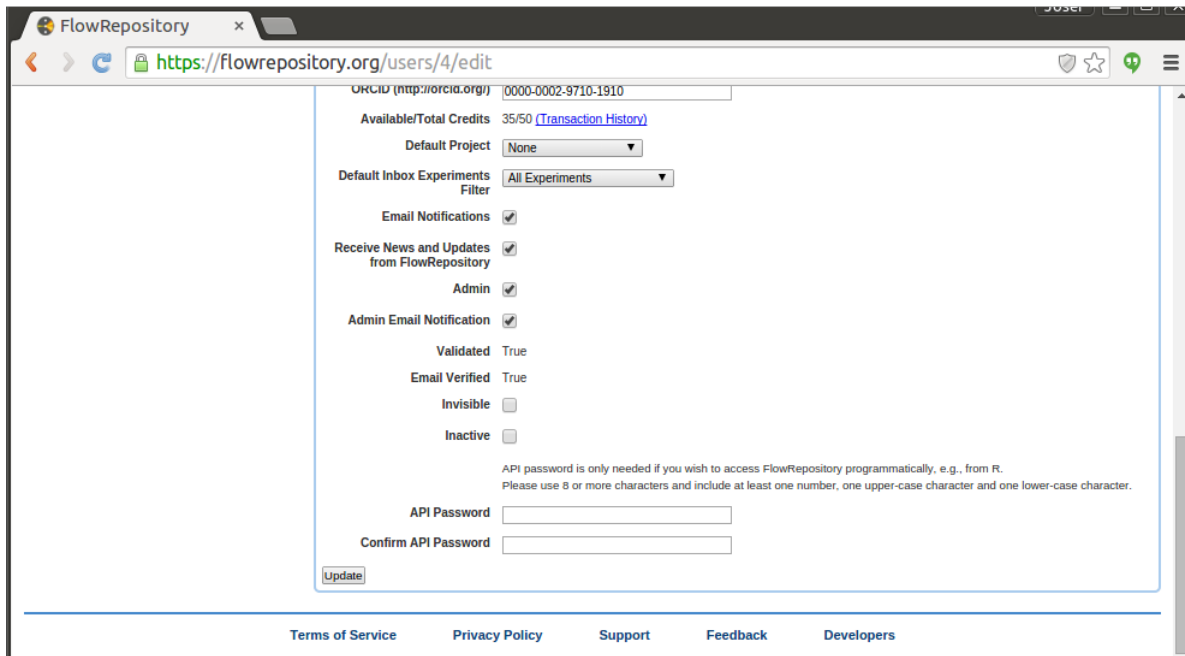 Josef
FlowRepository ×
https://flowrepository.org/users/4/edit
ORCID (http://orcid.org/) 0000-0002-9710-1910
Available/Total Credits 35/50 (Transaction History)
Default Project None
Default Inbox Experiments Filter All Experiments
Email Notifications
Receive News and Updates from FlowRepository
Admin
Admin Email Notification
Validated True
Email Verified True
Invisible
Inactive
API password is only needed if you wish to access FlowRepository programmatically, e.g., from R.
Please use 8 or more characters and include at least one number, one upper-case character and one lower-case character.
API Password
Confirm API Password
Update
Terms of Service Privacy Policy Support Feedback Developers